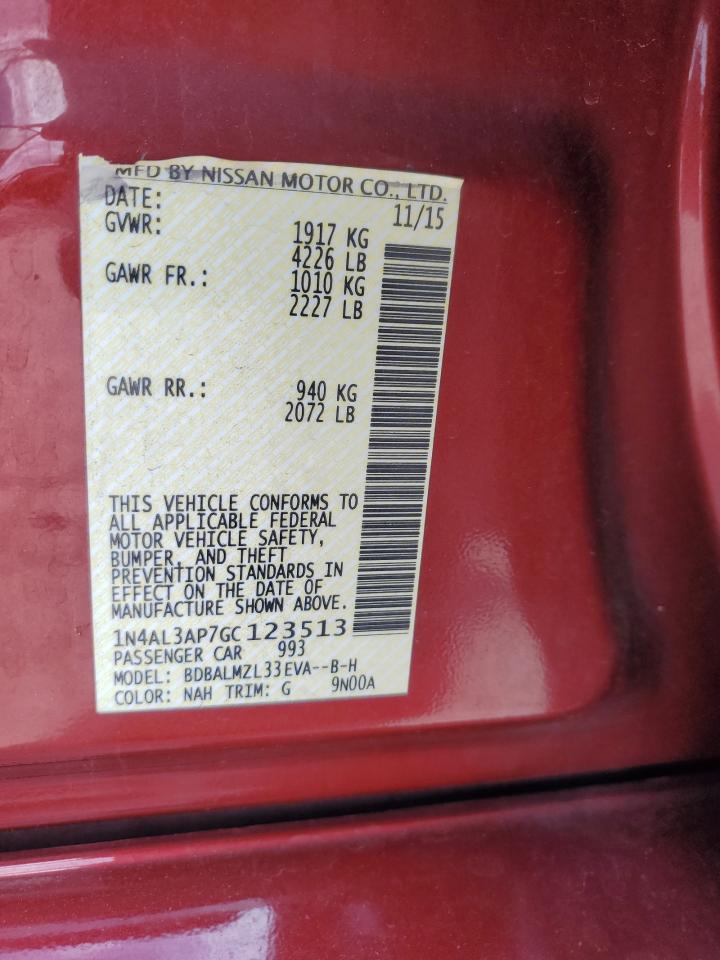 MFD BY NISSAN MOTOR CO., LTD.
DATE: 11/15
GVWR: 1917 KG
4226 LB
GAWR FR.: 1010 KG
2227 LB
GAWR RR.: 940 KG
2072 LB
THIS VEHICLE CONFORMS TO
ALL APPLICABLE FEDERAL
MOTOR VEHICLE SAFETY,
BUMPER, AND THEFT
PREVENTION STANDARDS IN
EFFECT ON THE DATE OF
MANUFACTURE SHOWN ABOVE.
1N4AL3AP7GC 123513
PASSENGER CAR 993
MODEL: BDBALMZL33EVA--B-H
COLOR: NAH TRIM: G 9N00A